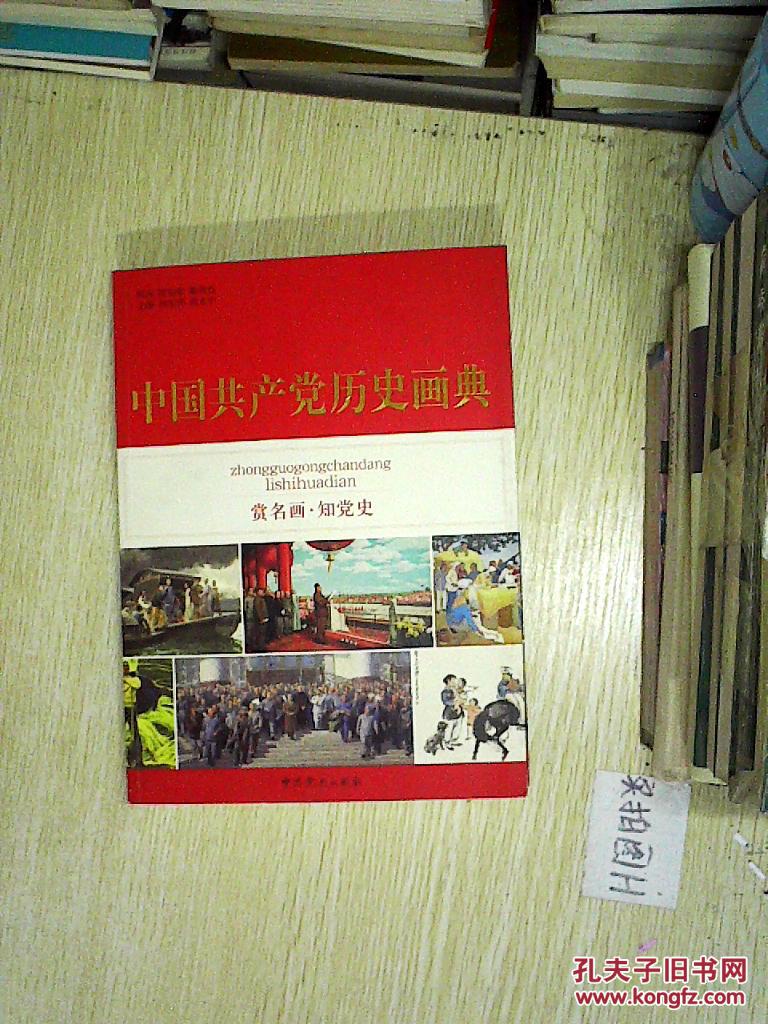 中国共产党历史画典
zhongguogongchandang
lishihuadian
赏名画·知党史
实拍图H
孔夫子旧书网
www.kongfz.com